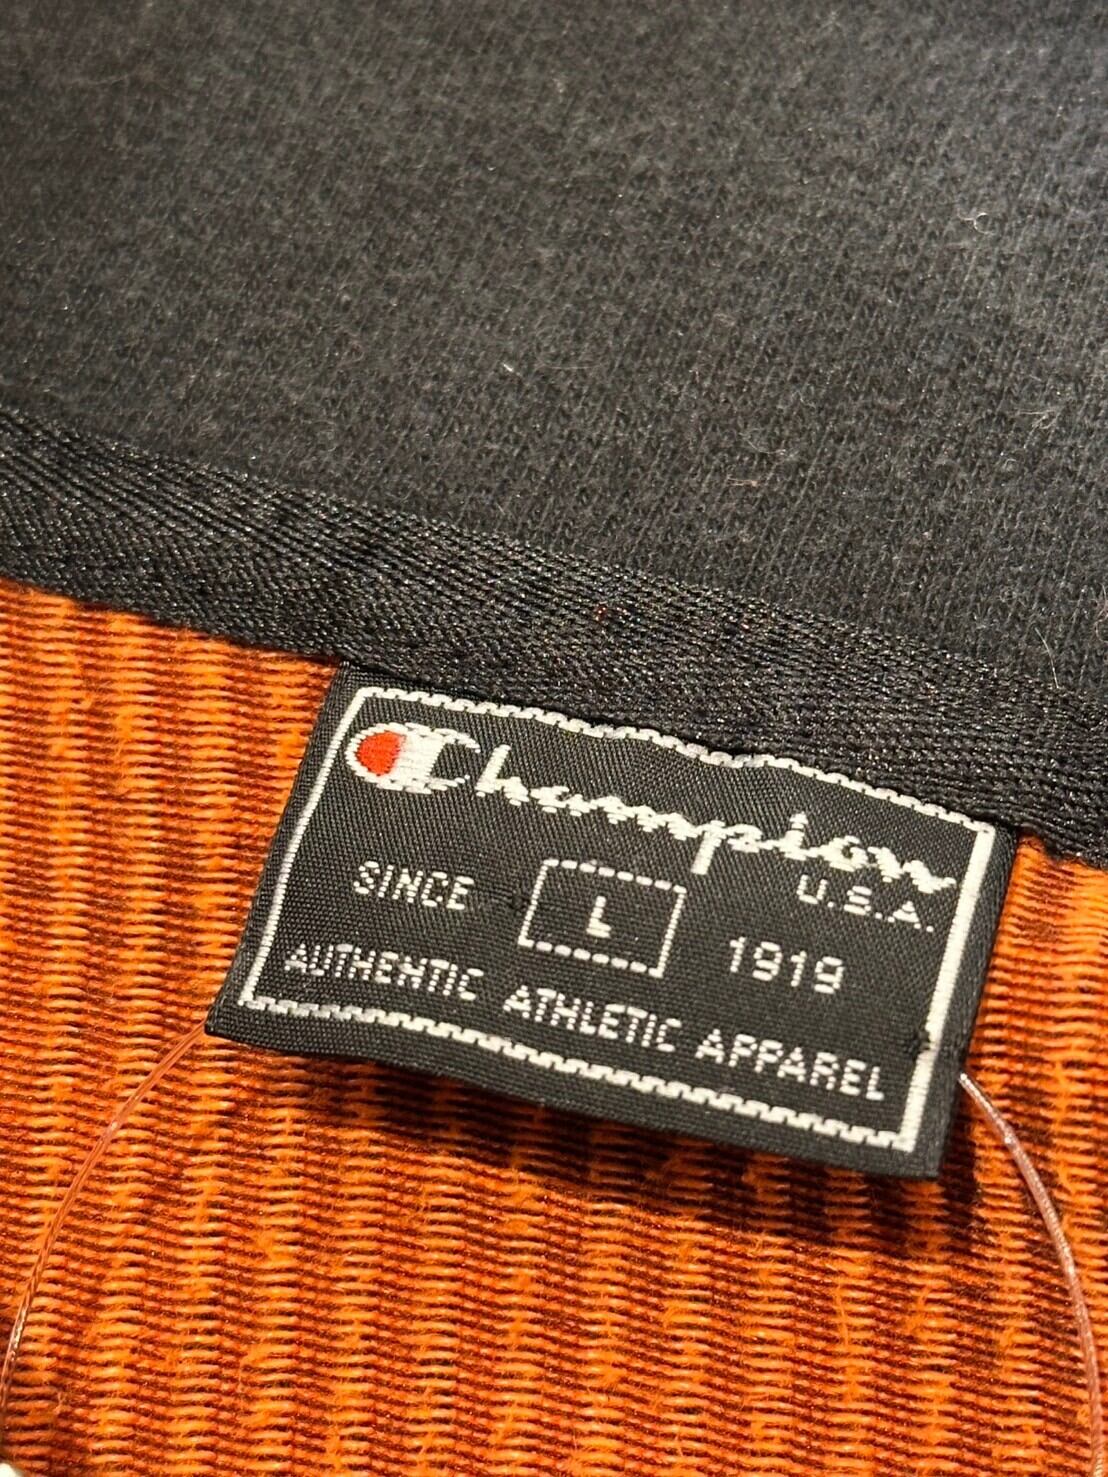 Champion
U.S.A.
SINCE L 1919
AUTHENTIC ATHLETIC APPAREL